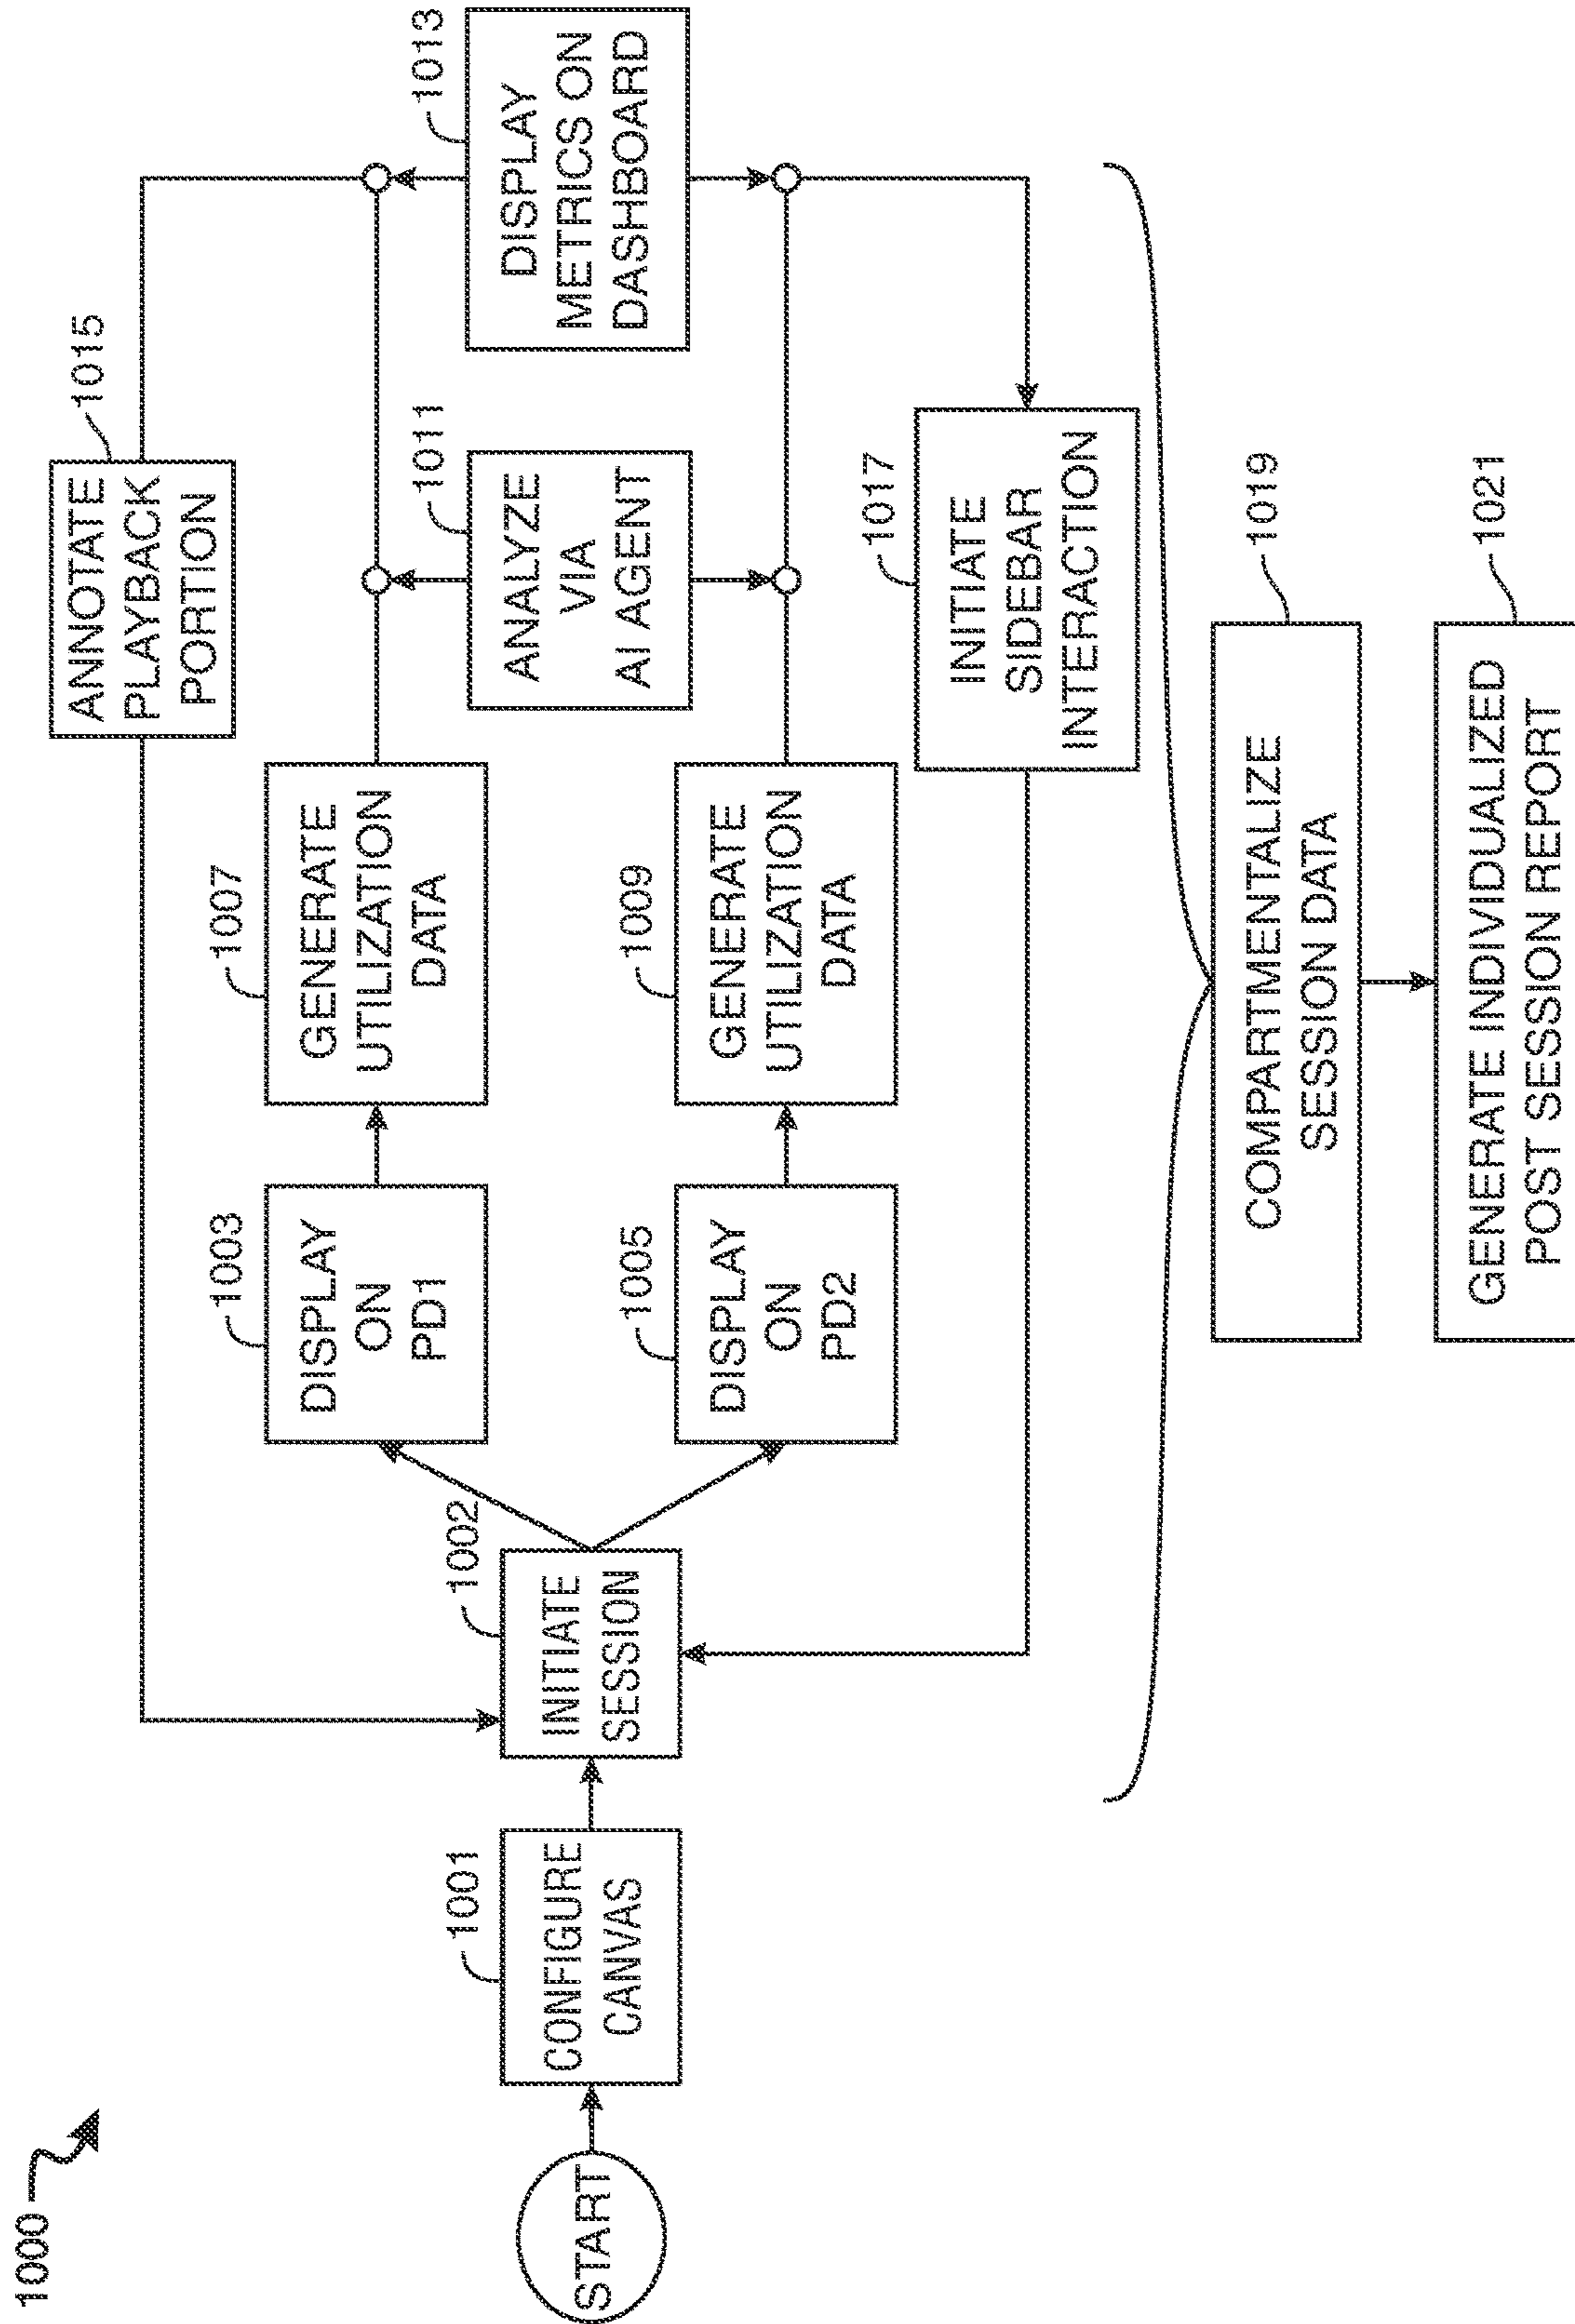 1000
START
1001
CONFIGURE
CANVAS
1002
INITIATE
SESSION
1003
DISPLAY
ON
PD1
1005
DISPLAY
ON
PD2
1007
GENERATE
UTILIZATION
DATA
1009
GENERATE
UTILIZATION
DATA
1015
ANNOTATE
PLAYBACK
PORTION
1011
ANALYZE
VIA
AI AGENT
1017
INITIATE
SIDEBAR
INTERACTION
1013
DISPLAY
METRICS ON
DASHBOARD
1019
COMPARTMENTALIZE
SESSION DATA
1021
GENERATE INDIVIDUALIZED
POST SESSION REPORT